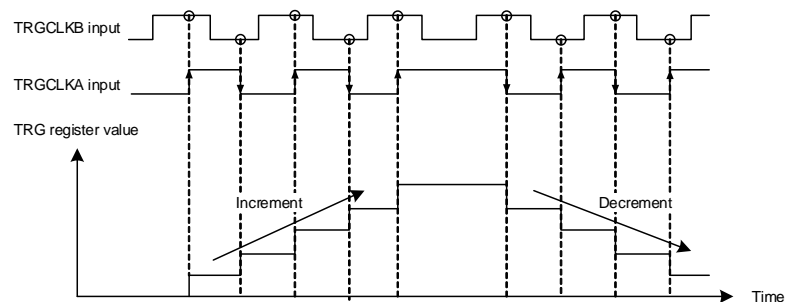 TRGCLKB input
TRGCLKA input
TRG register value
Increment
Decrement
Time